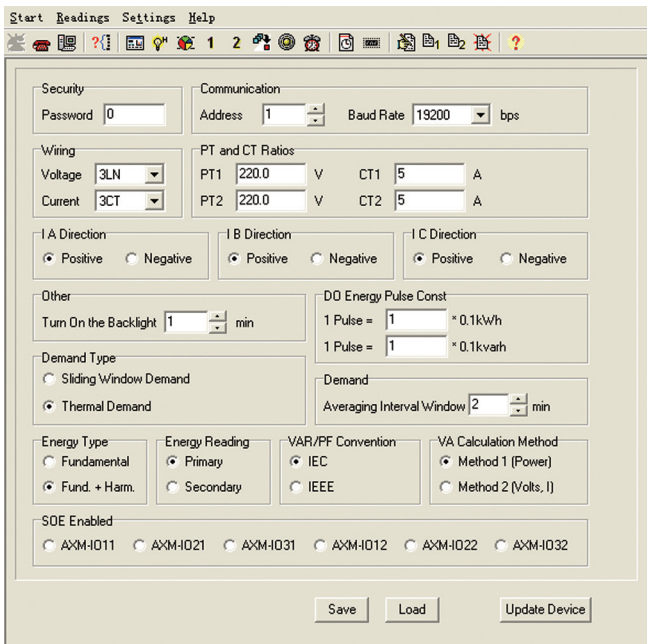 Start Readings Settings Help
?{} H 1 2 1 2 ?
Security
Password 0
Communication
Address 1 Baud Rate 19200 bps
Wiring
Voltage 3LN
Current 3CT
PT and CT Ratios
PT1 220.0 V CT1 5 A
PT2 220.0 V CT2 5 A
I A Direction
Positive Negative
I B Direction
Positive Negative
I C Direction
Positive Negative
Other
Turn On the Backlight 1 min
DO Energy Pulse Const
1 Pulse = 1 * 0.1kWh
1 Pulse = 1 * 0.1kvarh
Demand Type
Sliding Window Demand
Thermal Demand
Demand
Averaging Interval Window 2 min
Energy Type
Fundamental
Fund. + Harm.
Energy Reading
Primary
Secondary
VAR/PF Convention
IEC
IEEE
VA Calculation Method
Method 1 (Power)
Method 2 (Volts, I)
SOE Enabled
AXM-IO11 AXM-IO21 AXM-IO31 AXM-IO12 AXM-IO22 AXM-IO32
Save Load Update Device